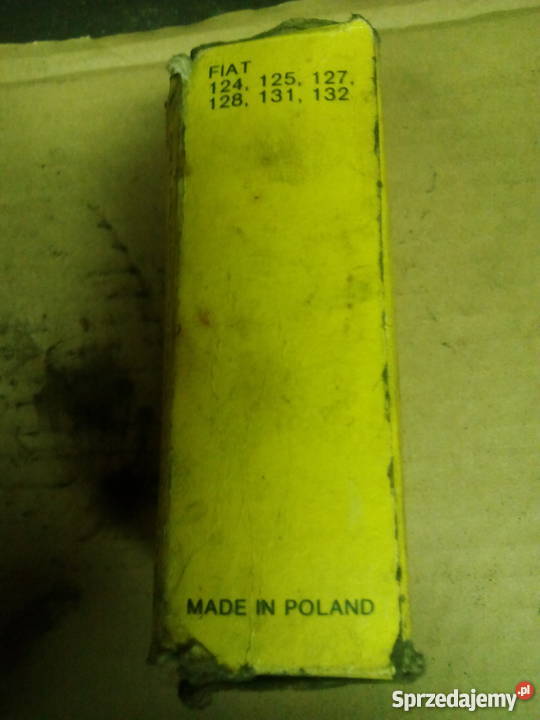 FIAT
124, 125, 127,
128, 131, 132
MADE IN POLAND
Sprzedajemy.pl